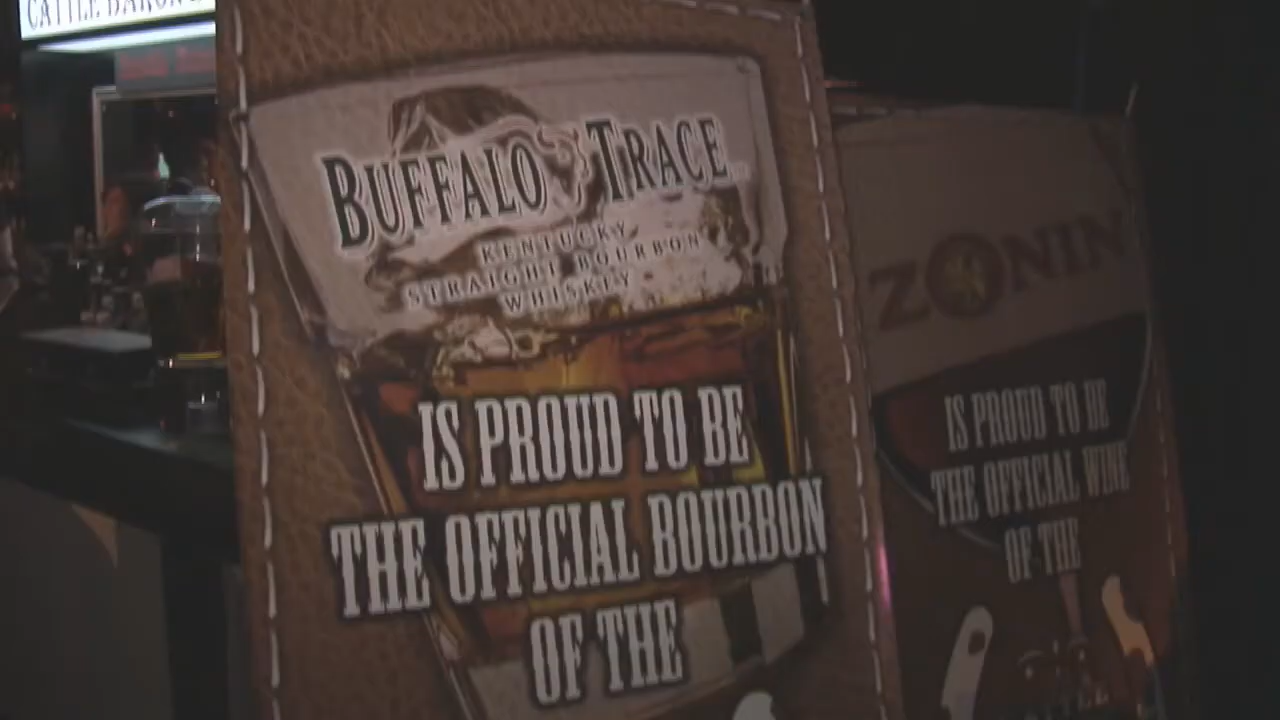 BUFFALO TRACE
KENTUCKY
STRAIGHT BOURBON
WHISKEY
IS PROUD TO BE
THE OFFICIAL BOURBON
OF THE
ZONIN
IS PROUD TO BE
THE OFFICIAL WINE
OF THE